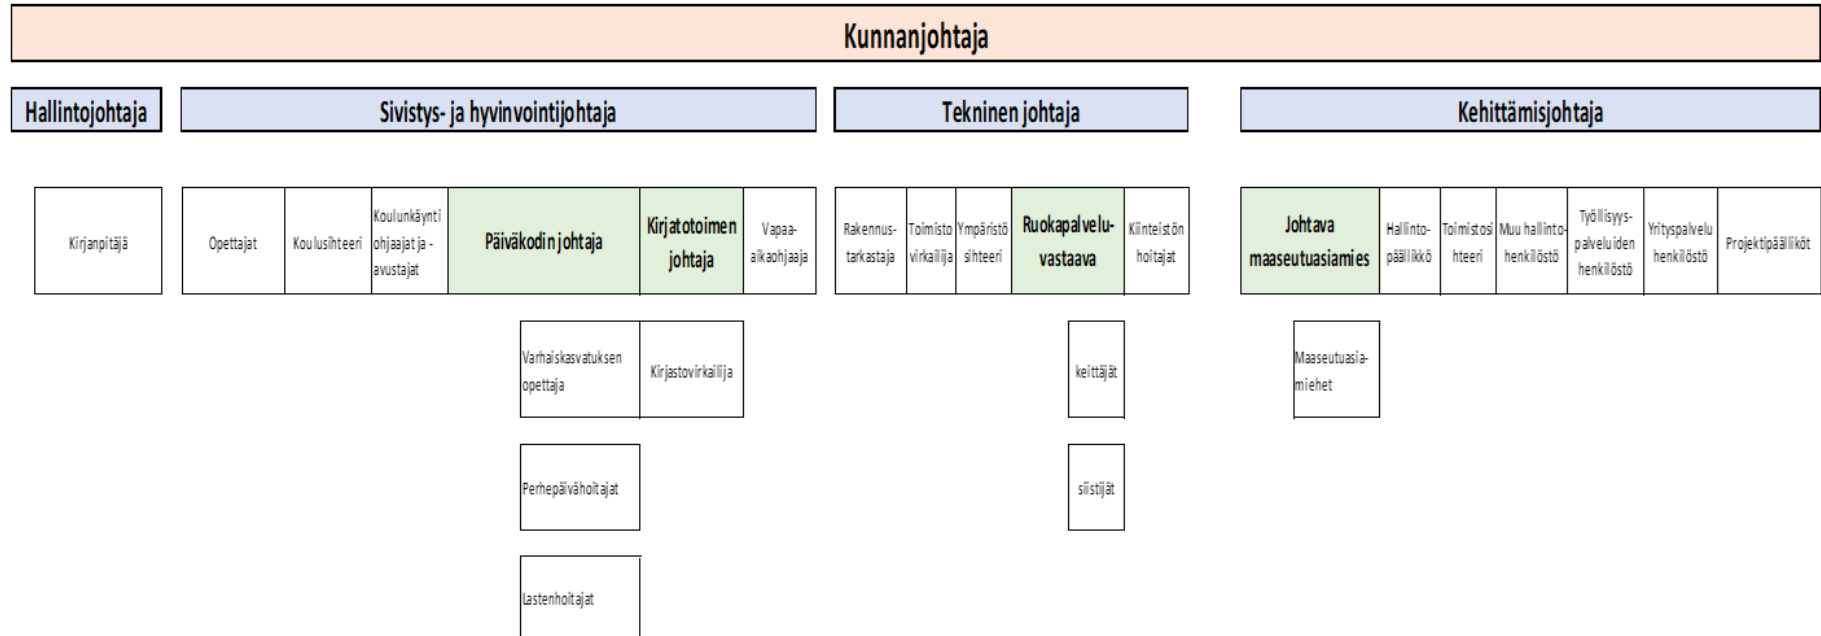 Kunnanjohtaja
Hallintojohtaja
Sivistys- ja hyvinvointijohtaja
Tekninen johtaja
Kehittämisjohtaja
Kirjanpitäjä
Opettajat
Koulusihteeri
Koulunkäynti
ohjaajat ja -
avustajat
Päiväkodin johtaja
Kirjatotoimen
johtaja
Vapaa-
aikaohjaaja
Rakennus-
tarkastaja
Toimisto
virkailija
Ympäristö
sihteeri
Ruokapalvelu-
vastaava
Kiinteistön
hoitajat
Johtava
maaseutuasiamies
Hallinto-
päällikkö
Toimistosi
hteeri
Muu hallinto-
henkilöstö
Työllisyys-
palveluiden
henkilöstö
Yrityspalvelu
henkilöstö
Projektipäälliköt
Varhaiskasvatuksen
opettaja
Kirjastovirkailija
keittäjät
Maaseutuasia-
miehet
Perhepäivähoitajat
siistijät
Lastenhoitajat